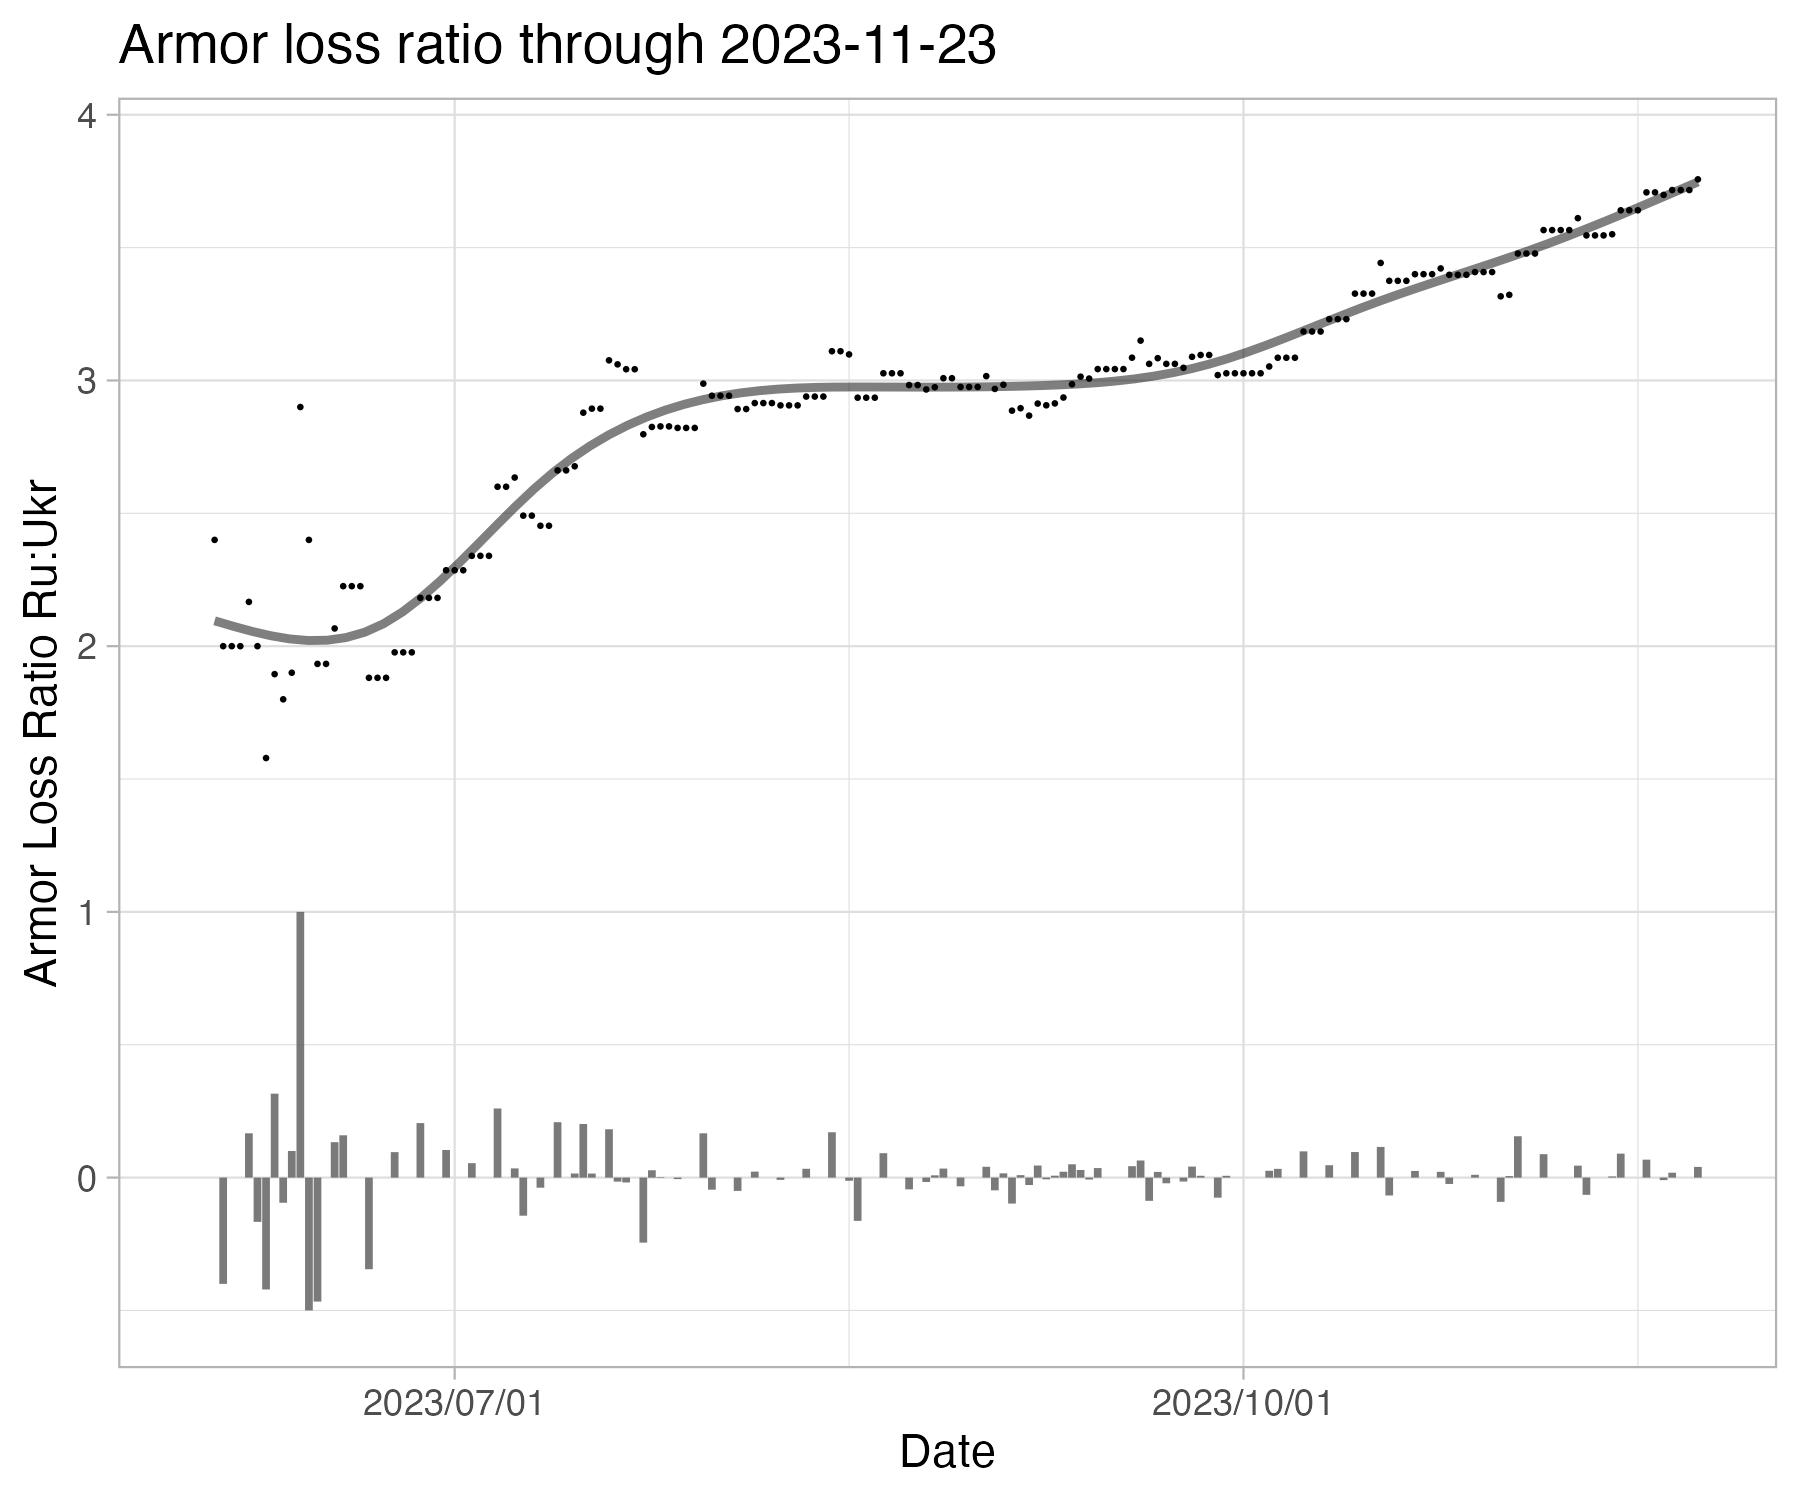 Armor loss ratio through 2023-11-23
Armor Loss Ratio Ru:Ukr
4
3
2
1
0
2023/07/01
2023/10/01
Date